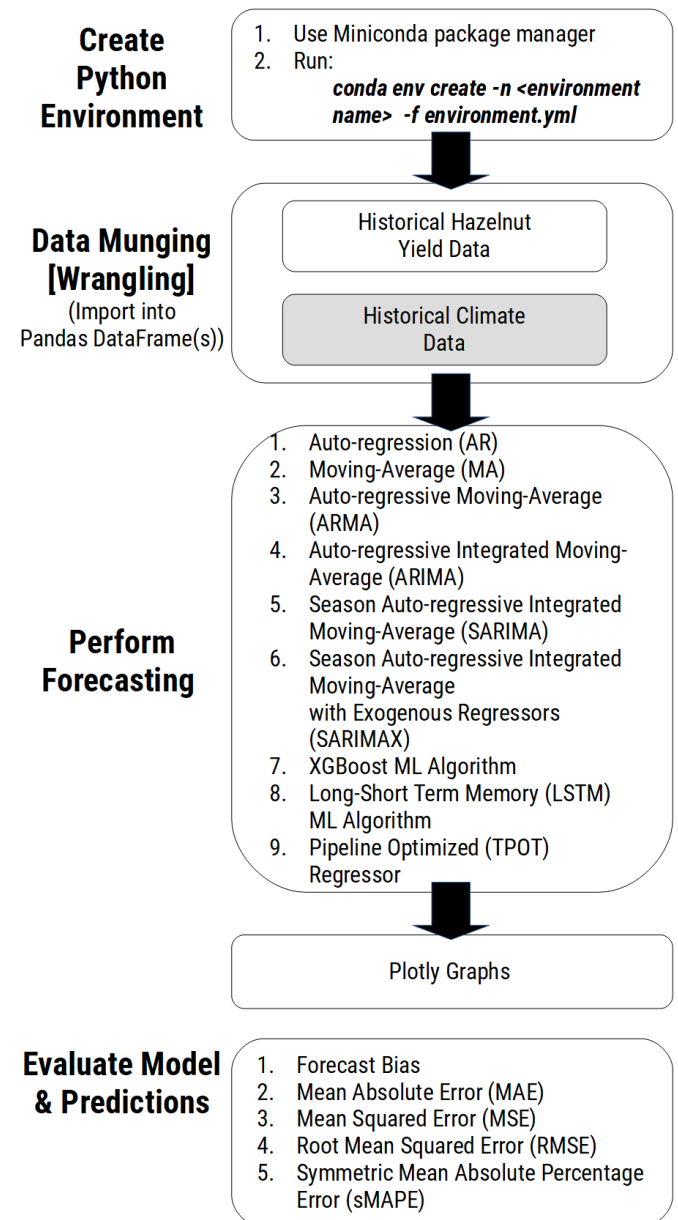 Create
Python
Environment
1. Use Miniconda package manager
2. Run:
conda env create -n <environment
name> -f environment.yml
Data Munging
[Wrangling]
(Import into
Pandas DataFrame(s))
Historical Hazelnut
Yield Data
Historical Climate
Data
Perform
Forecasting
1. Auto-regression (AR)
2. Moving-Average (MA)
3. Auto-regressive Moving-Average
(ARMA)
4. Auto-regressive Integrated Moving-
Average (ARIMA)
5. Season Auto-regressive Integrated
Moving-Average (SARIMA)
6. Season Auto-regressive Integrated
Moving-Average
with Exogenous Regressors
(SARIMAX)
7. XGBoost ML Algorithm
8. Long-Short Term Memory (LSTM)
ML Algorithm
9. Pipeline Optimized (TPOT)
Regressor
Plotly Graphs
Evaluate Model
& Predictions
1. Forecast Bias
2. Mean Absolute Error (MAE)
3. Mean Squared Error (MSE)
4. Root Mean Squared Error (RMSE)
5. Symmetric Mean Absolute Percentage
Error (sMAPE)